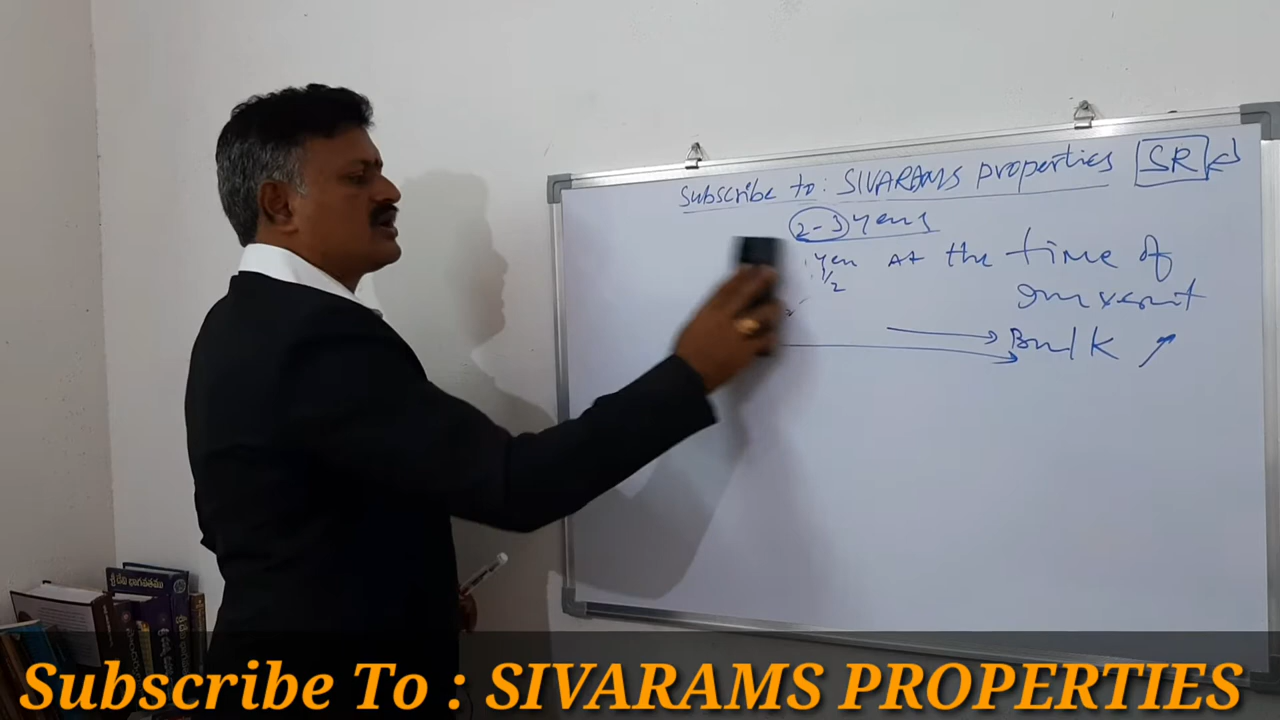 Subscribe to: SIVARAMS properties SR
2-3 years
year At the time of
1/2
Bulk
శ్రీ దేవీ భాగవతము
Subscribe To : SIVARAMS PROPERTIES